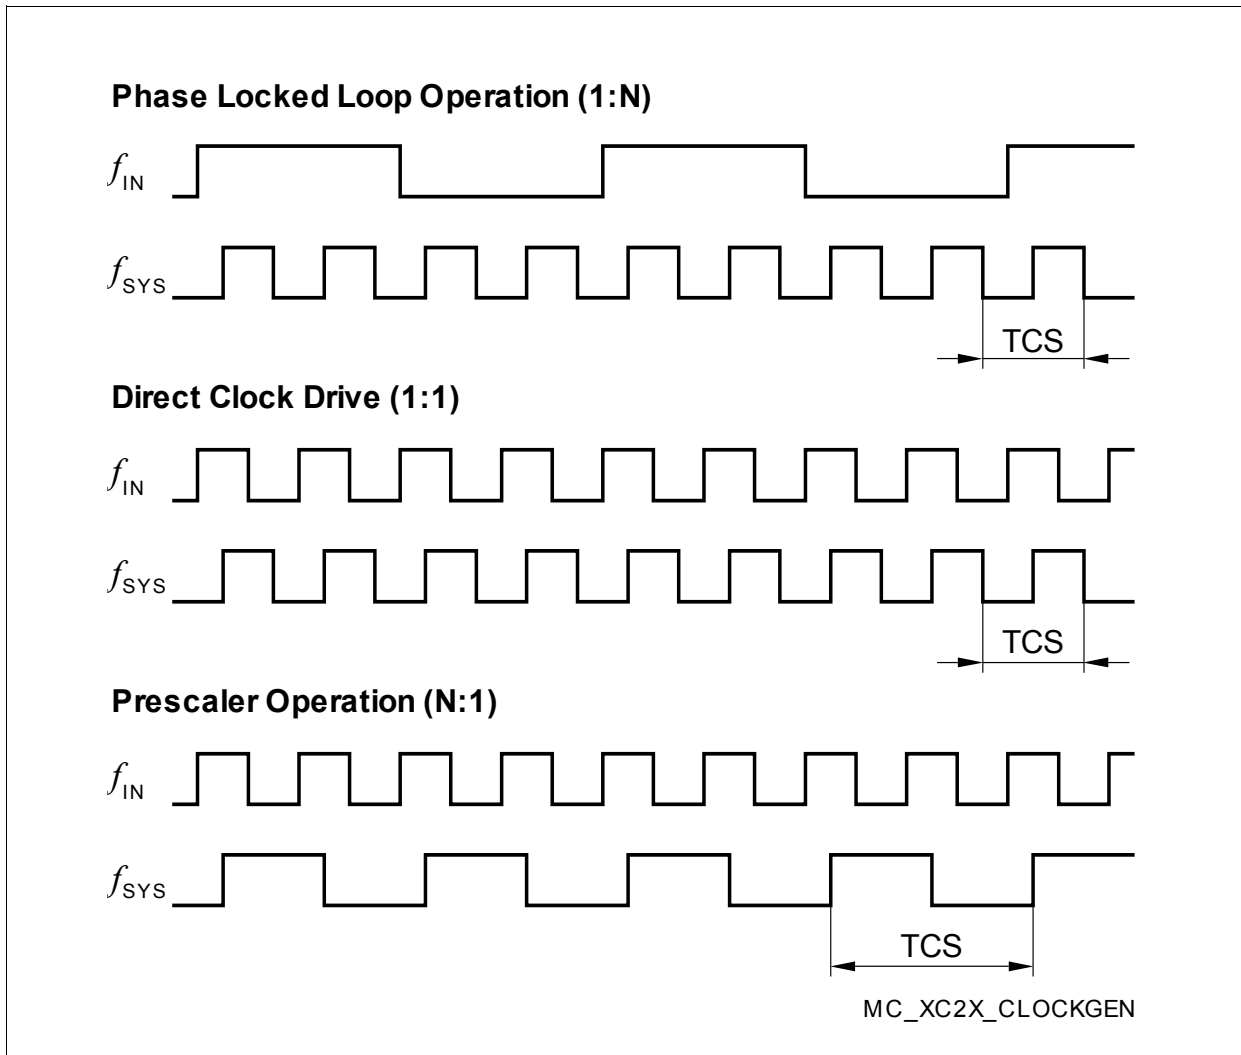 Phase Locked Loop Operation (1:N)
fIN
fSYS
TCS
Direct Clock Drive (1:1)
fIN
fSYS
TCS
Prescaler Operation (N:1)
fIN
fSYS
TCS
MC_XC2X_CLOCKGEN